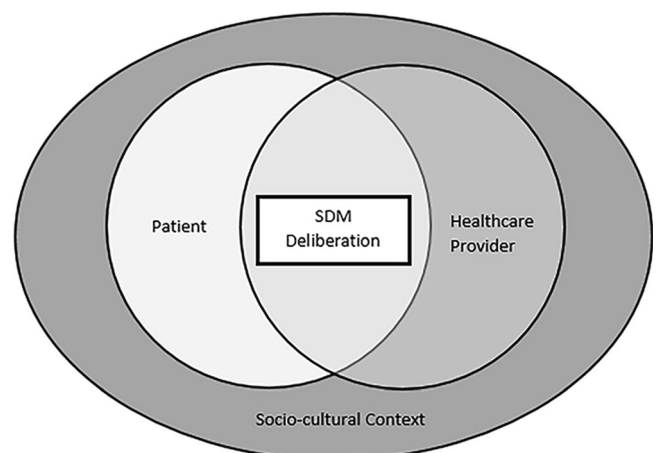 Patient
SDM
Deliberation
Healthcare
Provider
Socio-cultural Context